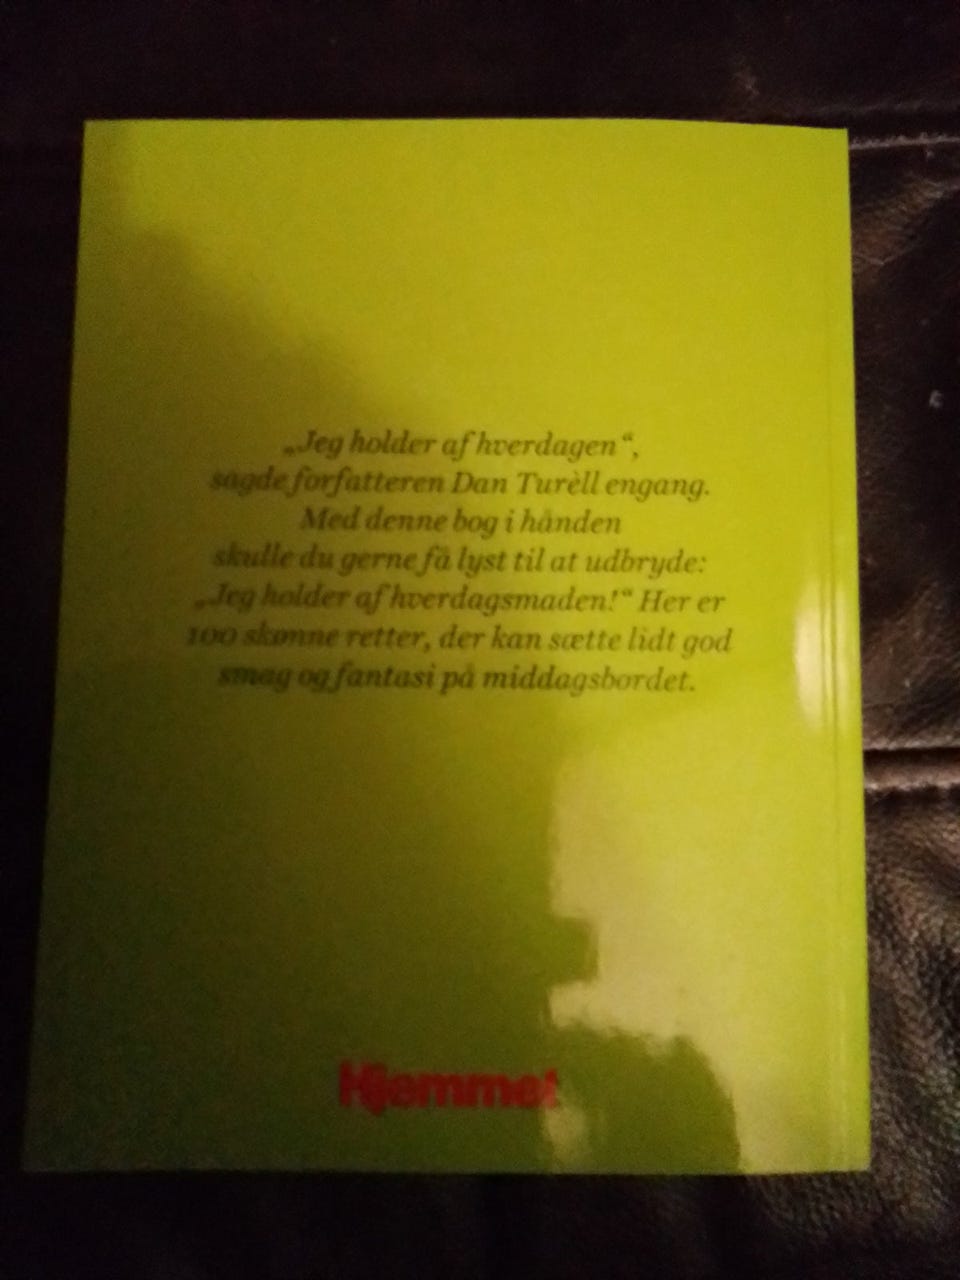 „Jeg holder af hverdagen“,
sagde forfatteren Dan Turèll engang.
Med denne bog i hånden
skulle du gerne få lyst til at udbryde:
„Jeg holder af hverdagsmaden!“ Her er
100 skønne retter, der kan sætte lidt god
smag og fantasi på middagsbordet.
Hjemmet